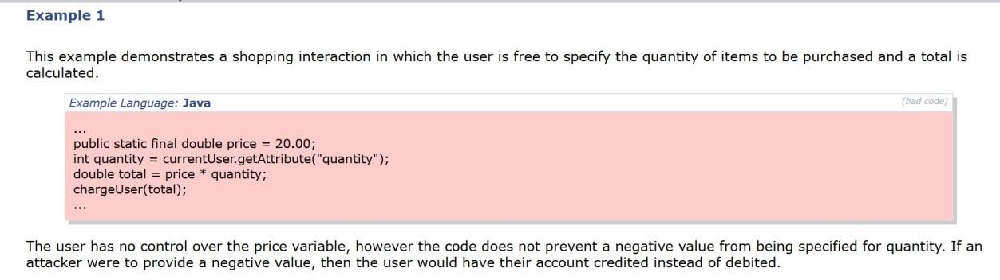 Example 1
This example demonstrates a shopping interaction in which the user is free to specify the quantity of items to be purchased and a total is
calculated.
Example Language: Java (bad code)
...
public static final double price = 20.00;
int quantity = currentUser.getAttribute("quantity");
double total = price * quantity;
chargeUser(total);
...
The user has no control over the price variable, however the code does not prevent a negative value from being specified for quantity. If an
attacker were to provide a negative value, then the user would have their account credited instead of debited.